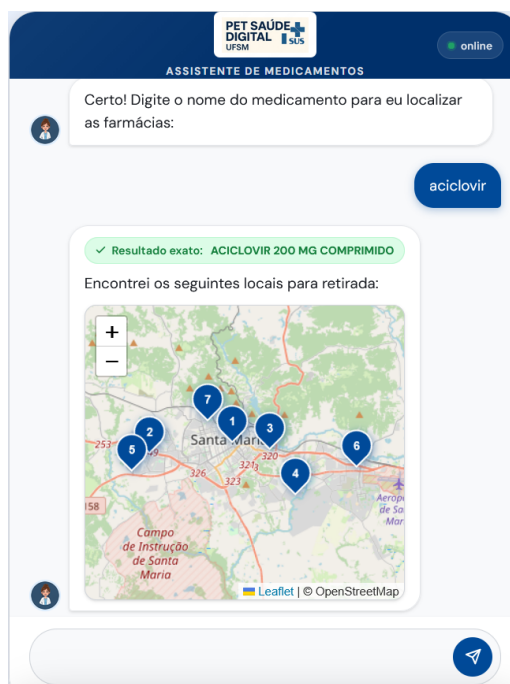 PET SAÚDE
DIGITAL SUS
UFSM
online
ASSISTENTE DE MEDICAMENTOS
Certo! Digite o nome do medicamento para eu localizar
as farmácias:
aciclovir
✓ Resultado exato: ACICLOVIR 200 MG COMPRIMIDO
Encontrei os seguintes locais para retirada:
+
−
7
1
3
2
5
6
4
Santa Maria
253
320
326
323
158
Campo
de Instrução
de Santa
Maria
Leaflet | © OpenStreetMap